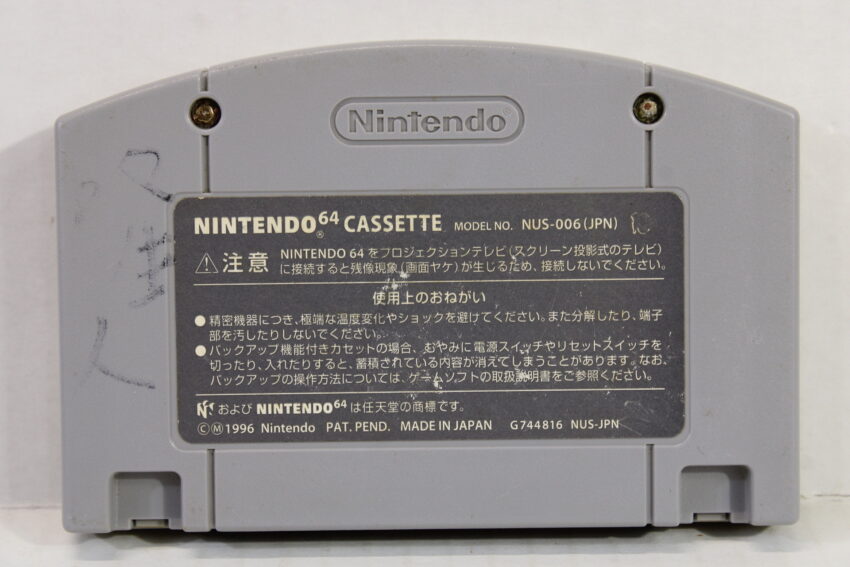 Nintendo
NINTENDO64 CASSETTE MODEL NO. NUS-006(JPN)
注意 NINTENDO 64をプロジェクションテレビ(スクリーン投影式のテレビ)
に接続すると残像現象(画面ヤケ)が生じるため、接続しないでください。
使用上のおねがい
●精密機器につき、極端な温度変化やショックを避けてください。また分解したり、端子
部を汚したりしないでください。
●バックアップ機能付きカセットの場合、むやみに電源スイッチやリセットスイッチを
切ったり、入れたりすると、蓄積されている内容が消えてしまうことがあります。なお、
バックアップの操作方法については、ゲームソフトの取扱説明書をご参照ください。
および NINTENDO64 は任天堂の商標です。
©Ⓜ1996 Nintendo PAT. PEND. MADE IN JAPAN G744816 NUS-JPN